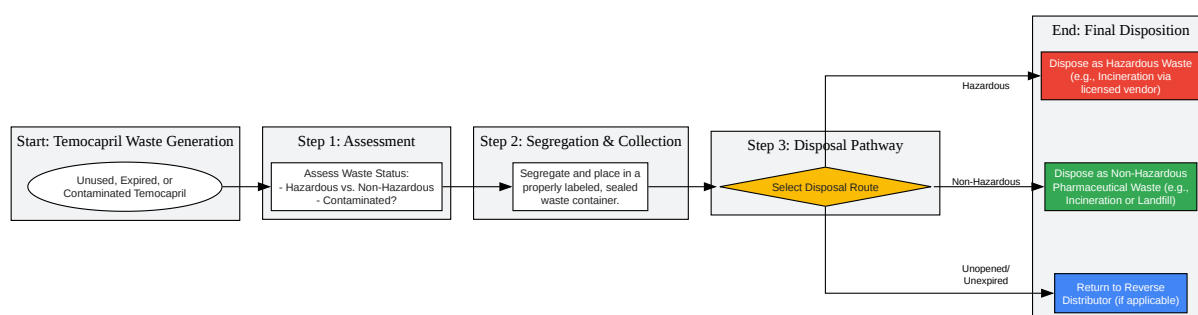 Start: Temocapril Waste Generation
Unused, Expired, or
Contaminated Temocapril
Step 1: Assessment
Assess Waste Status:
- Hazardous vs. Non-Hazardous
- Contaminated?
Step 2: Segregation & Collection
Segregate and place in a
properly labeled, sealed
waste container.
Step 3: Disposal Pathway
Select Disposal Route
Hazardous
Non-Hazardous
Unopened/
Unexpired
End: Final Disposition
Dispose as Hazardous Waste
(e.g., Incineration via
licensed vendor)
Dispose as Non-Hazardous
Pharmaceutical Waste (e.g.,
Incineration or Landfill)
Return to Reverse
Distributor (if applicable)